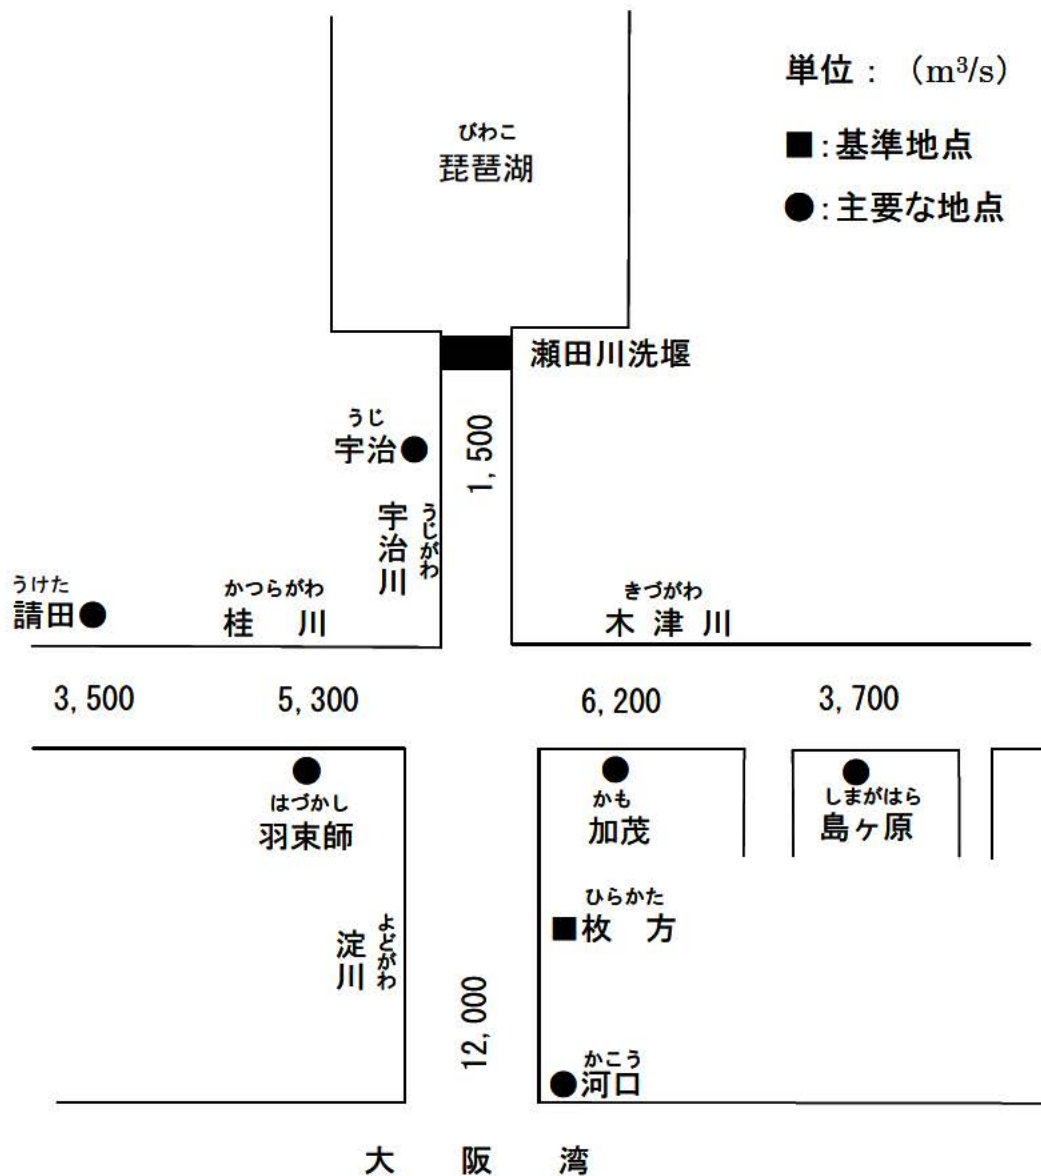 単位：（m³/s）
■：基準地点
●：主要な地点
びわこ
琵琶湖
瀬田川洗堰
うじ
宇治●
1,500
宇治川
うじがわ
うけた
請田●
かつらがわ
桂川
きづがわ
木津川
3,500
5,300
6,200
3,700
はづかし
羽束師
かも
加茂
しまがはら
島ヶ原
ひらかた
■枚方
淀川
よどがわ
12,000
かこう
●河口
大阪湾